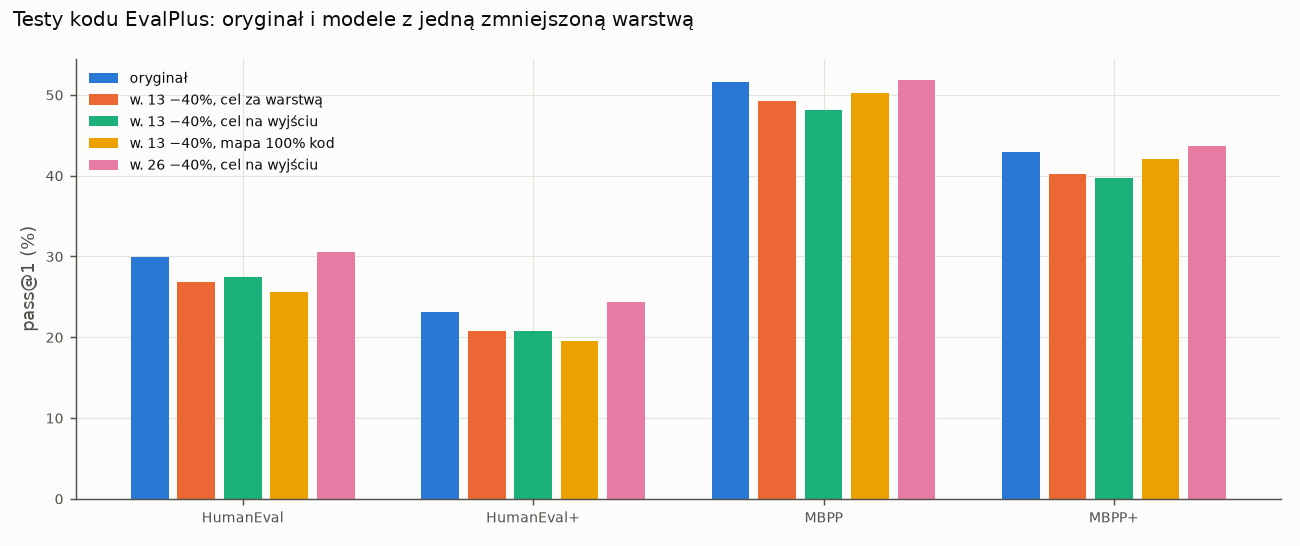 Testy kodu EvalPlus: oryginał i modele z jedną zmniejszoną warstwą
oryginał
w. 13 −40%, cel za warstwą
w. 13 −40%, cel na wyjściu
w. 13 −40%, mapa 100% kod
w. 26 −40%, cel na wyjściu
pass@1 (%)
50
40
30
20
10
0
HumanEval
HumanEval+
MBPP
MBPP+